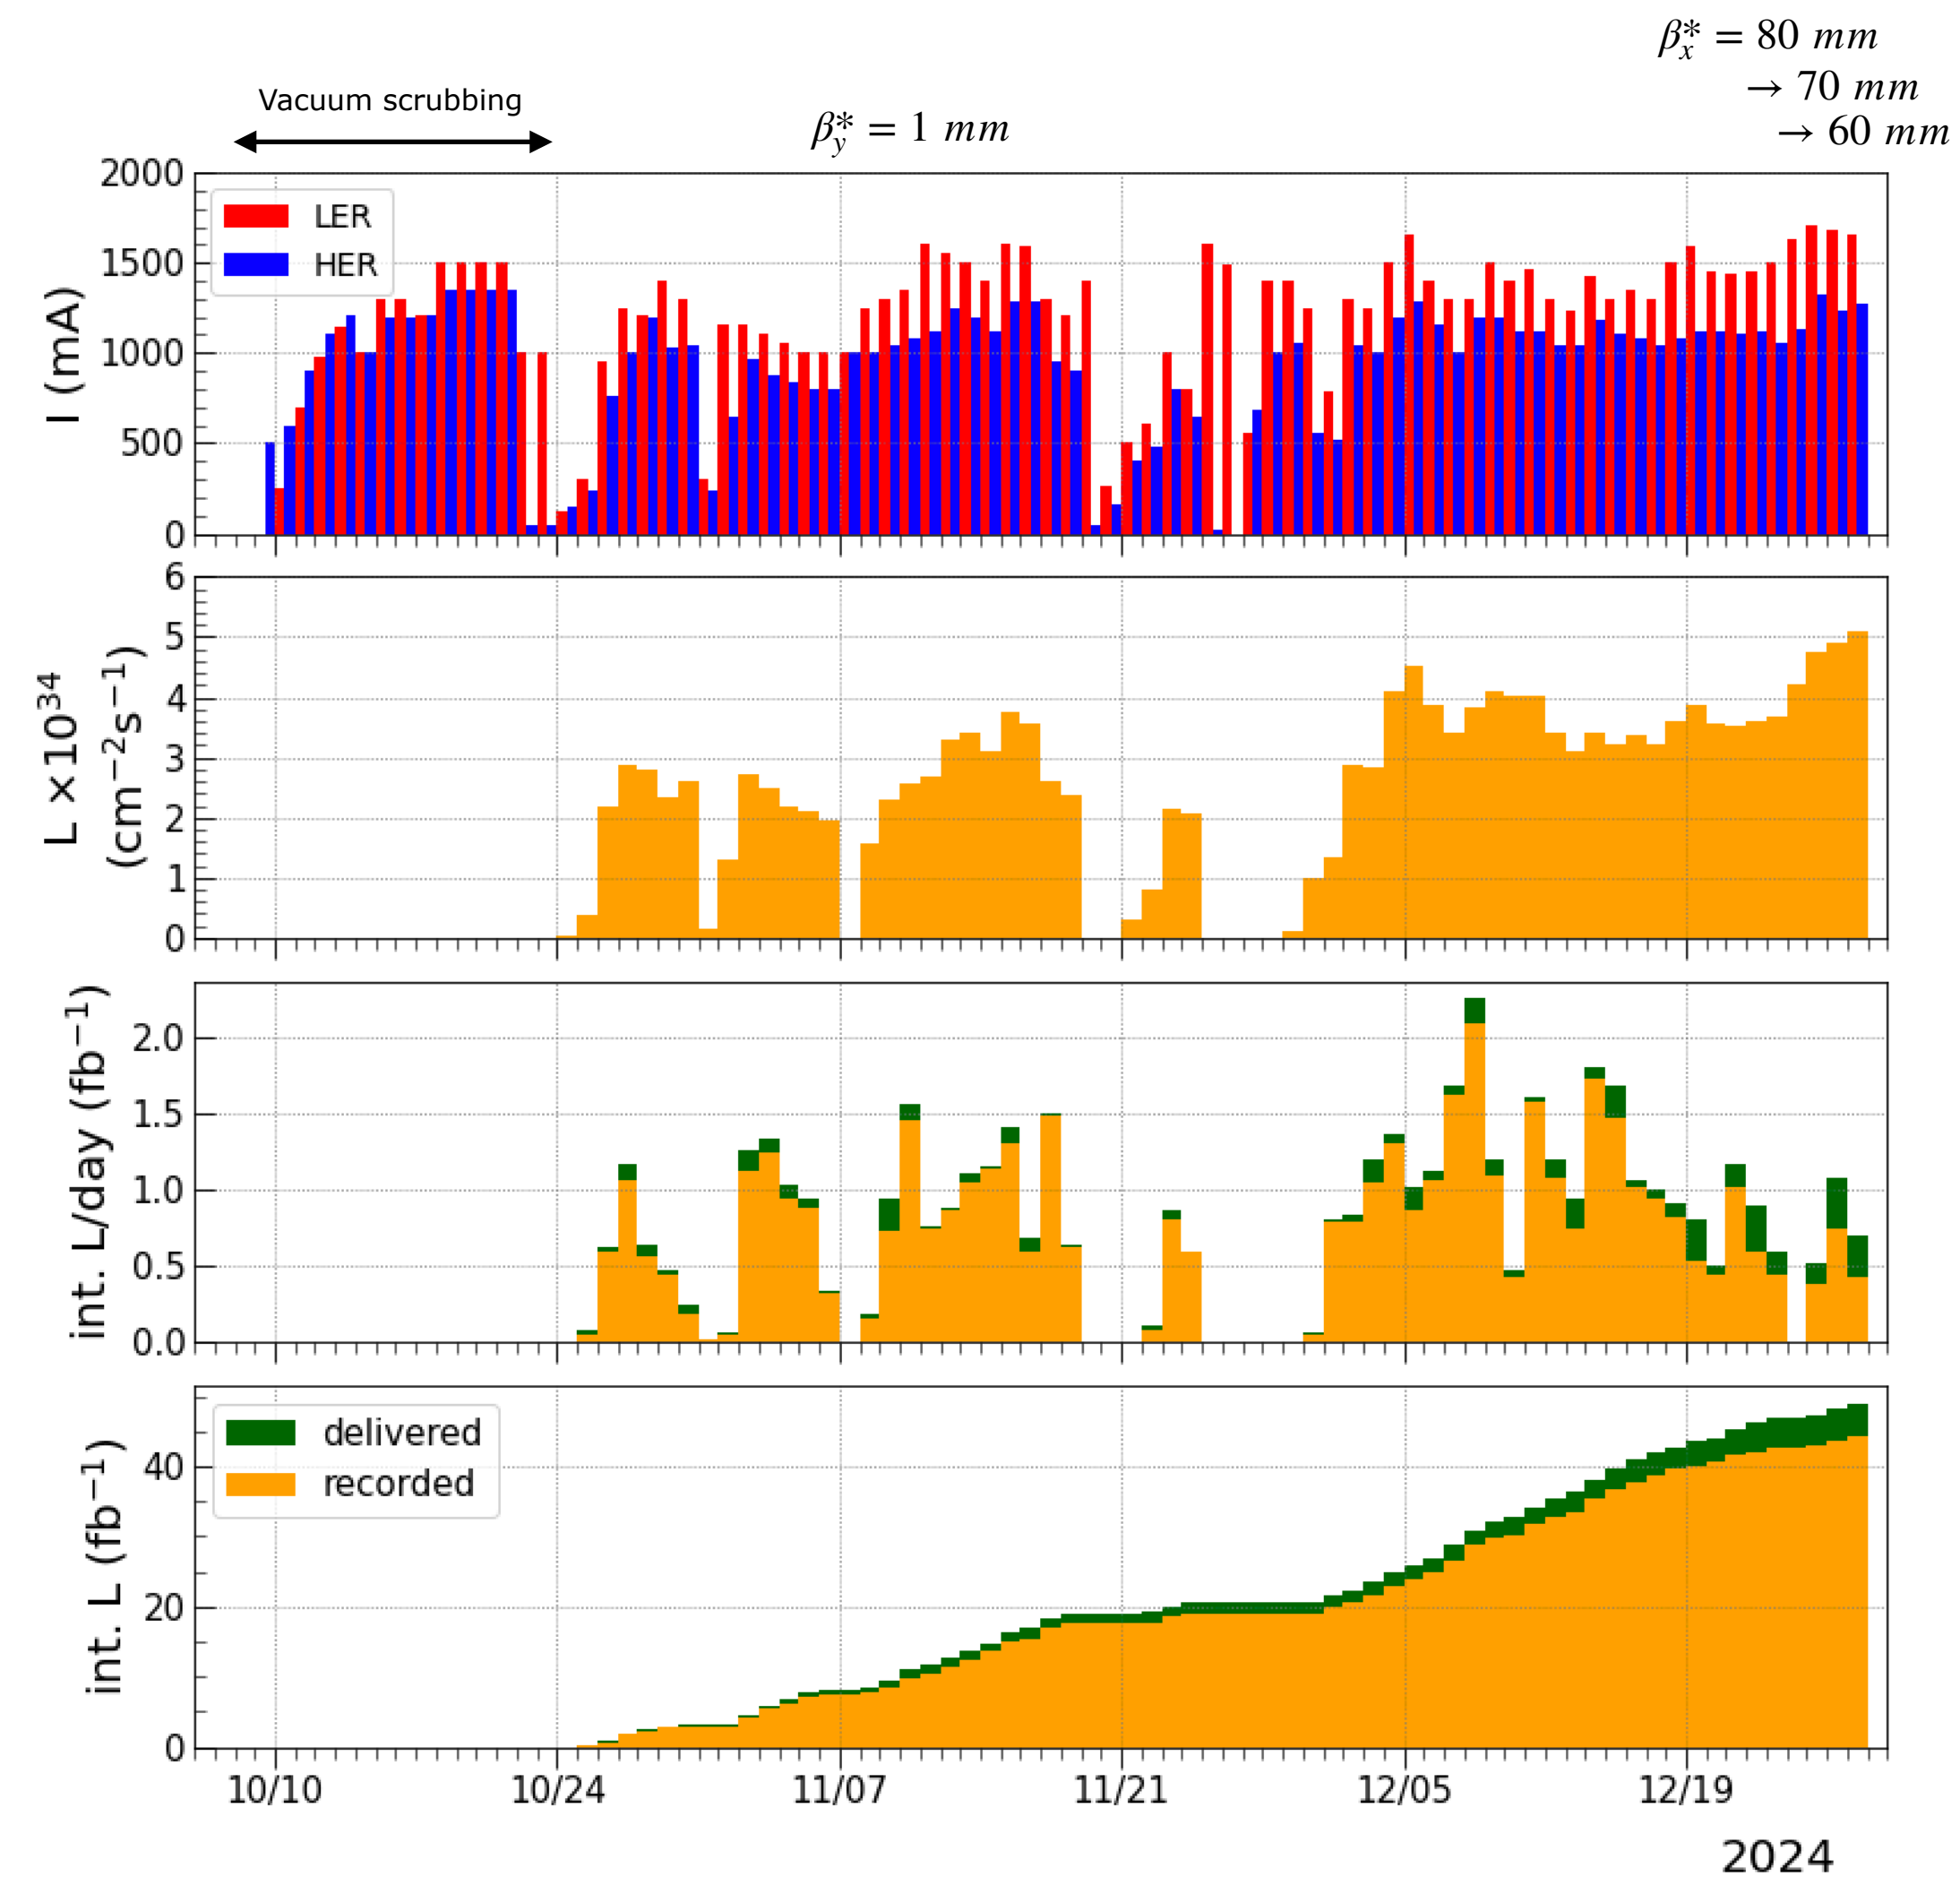 β*x = 80 mm
→ 70 mm
→ 60 mm
Vacuum scrubbing
β*y = 1 mm
2000
1500
1000
500
0
I (mA)
LER
HER
6
5
4
3
2
1
0
L ×10³⁴
(cm⁻²s⁻¹)
2.0
1.5
1.0
0.5
0.0
int. L/day (fb⁻¹)
40
20
0
int. L (fb⁻¹)
delivered
recorded
10/10 10/24 11/07 11/21 12/05 12/19
2024